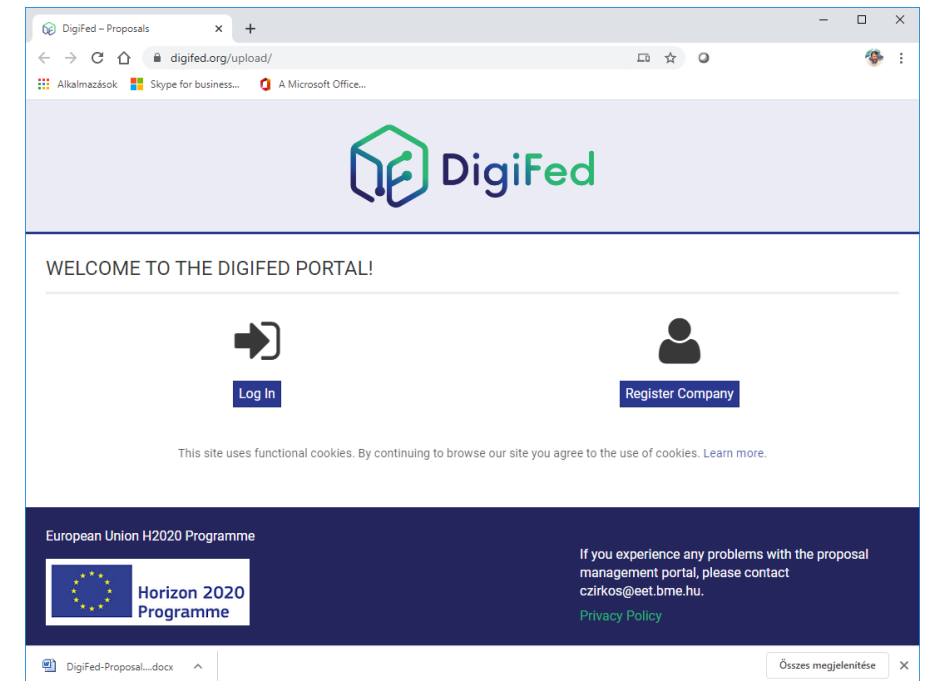 DigiFed – Proposals
digifed.org/upload/
Alkalmazások Skype for business... A Microsoft Office...
DigiFed
WELCOME TO THE DIGIFED PORTAL!
Log In
Register Company
This site uses functional cookies. By continuing to browse our site you agree to the use of cookies. Learn more.
European Union H2020 Programme
Horizon 2020
Programme
If you experience any problems with the proposal
management portal, please contact
czirkos@eet.bme.hu.
Privacy Policy
DigiFed-Proposal....docx
Összes megjelenítése